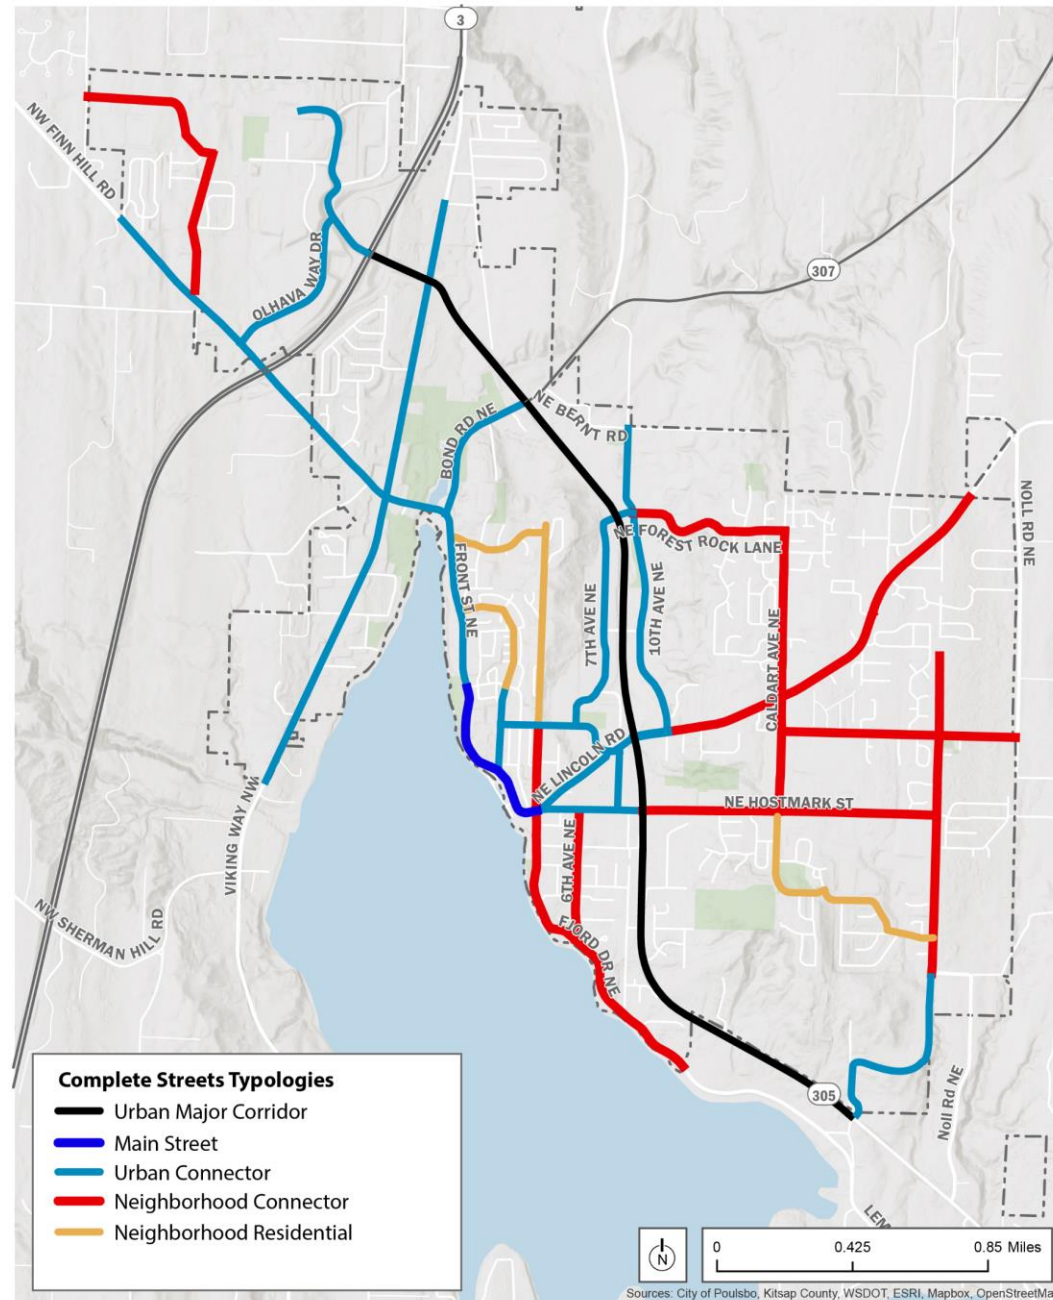 3
NW FINN HILL RD
OLHAVA WAY DR
307
BOND RD NE
NE BERNT RD
NOLL RD NE
NE FOREST ROCK LANE
FRONT ST NE
7TH AVE NE
10TH AVE NE
CALDART AVE NE
NE LINCOLN RD
VIKING WAY NW
NE HOSTMARK ST
6TH AVE NE
NW SHERMAN HILL RD
FJORD DR NE
305
Noll Rd NE
LEM
Complete Streets Typologies
Urban Major Corridor
Main Street
Urban Connector
Neighborhood Connector
Neighborhood Residential
N
0 0.425 0.85 Miles
Sources: City of Poulsbo, Kitsap County, WSDOT, ESRI, Mapbox, OpenStreetMa